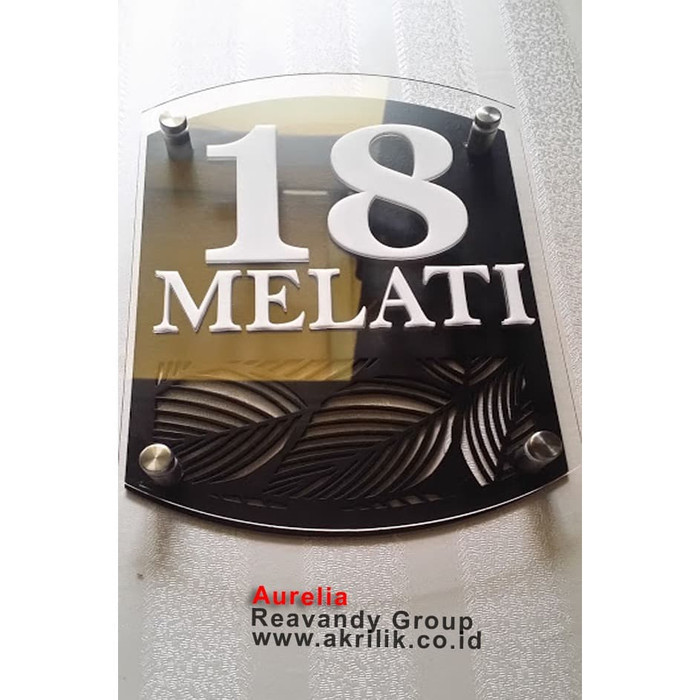 18
MELATI
Aurelia
Reavandy Group
www.akrilik.co.id